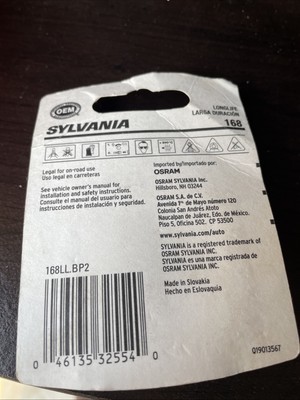 OEM
SYLVANIA
LONGLIFE
LARGA DURACIÓN
168
Legal for on-road use
Uso legal en carreteras
See vehicle owner's manual for
installation and safety instructions.
Consulte el manual del usuario para
instrucciones de instalación y seguridad.
Imported by/Importado por:
OSRAM
OSRAM SYLVANIA Inc.
Hillsboro, NH 03244
OSRAM S.A. de C.V.
Avenida 1º de Mayo número 120
Colonia San Andrés Atoto
Naucalpan de Juárez, Edo. de México.
Piso 5, Oficina 502. CP 53500
www.sylvania.com/auto
SYLVANIA is a registered trademark of
OSRAM SYLVANIA INC.
SYLVANIA es una marca registrada de
OSRAM SYLVANIA INC.
Made in Slovakia
Hecho en Eslovaquia
168LL.BP2
0 46135 32554 0
019013567